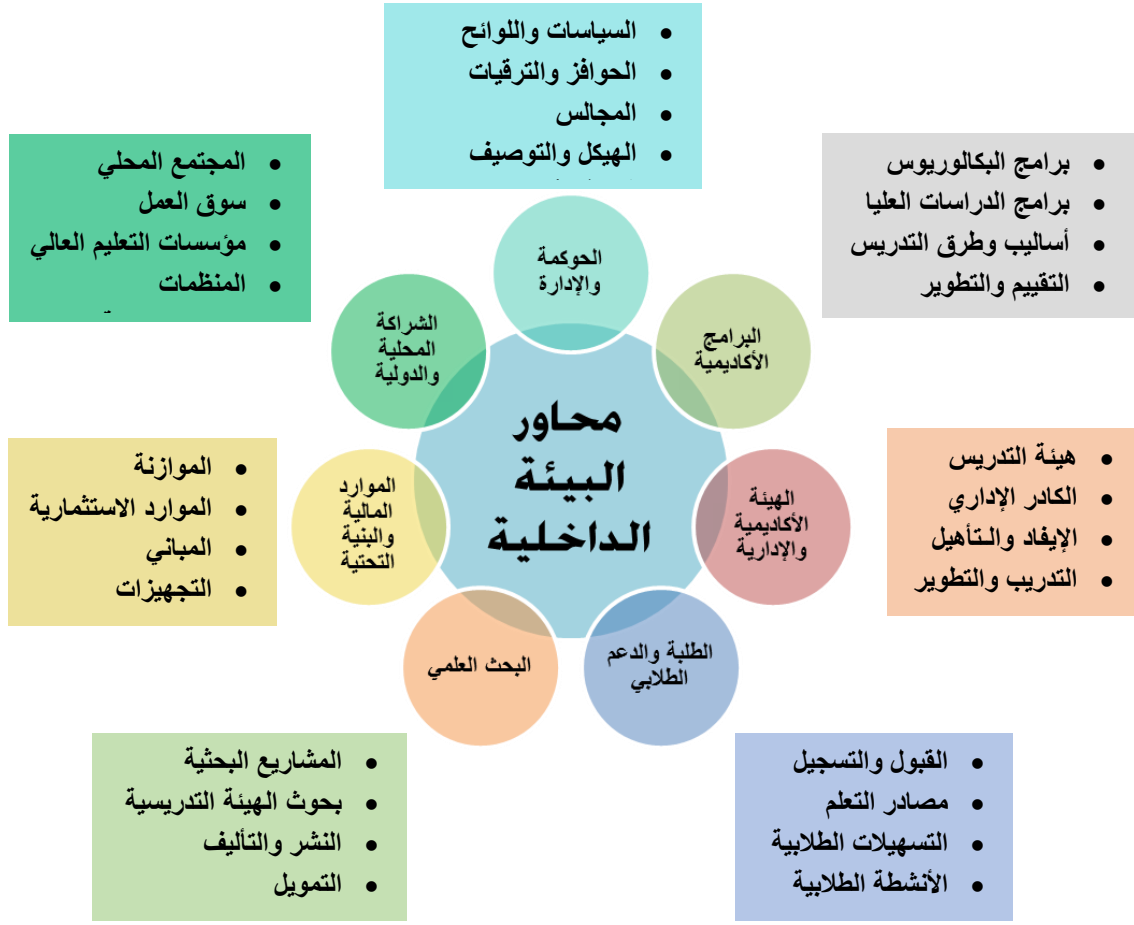 • السياسات واللوائح
• الحوافز والترقيات
• المجالس
• الهيكل والتوصيف
• برامج البكالوريوس
• برامج الدراسات العليا
• أساليب وطرق التدريس
• التقييم والتطوير
• المجتمع المحلي
• سوق العمل
• مؤسسات التعليم العالي
• المنظمات
الحوكمة
والإدارة
البرامج
الأكاديمية
الشراكة
المحلية
والدولية
محاور
البيئة
الداخلية
• هيئة التدريس
• الكادر الإداري
• الإيفاد والتأهيل
• التدريب والتطوير
الهيئة
الأكاديمية
والإدارية
الموارد
المالية
والبنية
التحتية
• الموازنة
• الموارد الاستثمارية
• المباني
• التجهيزات
الطلبة والدعم
الطلابي
البحث العلمي
• القبول والتسجيل
• مصادر التعلم
• التسهيلات الطلابية
• الأنشطة الطلابية
• المشاريع البحثية
• بحوث الهيئة التدريسية
• النشر والتأليف
• التمويل